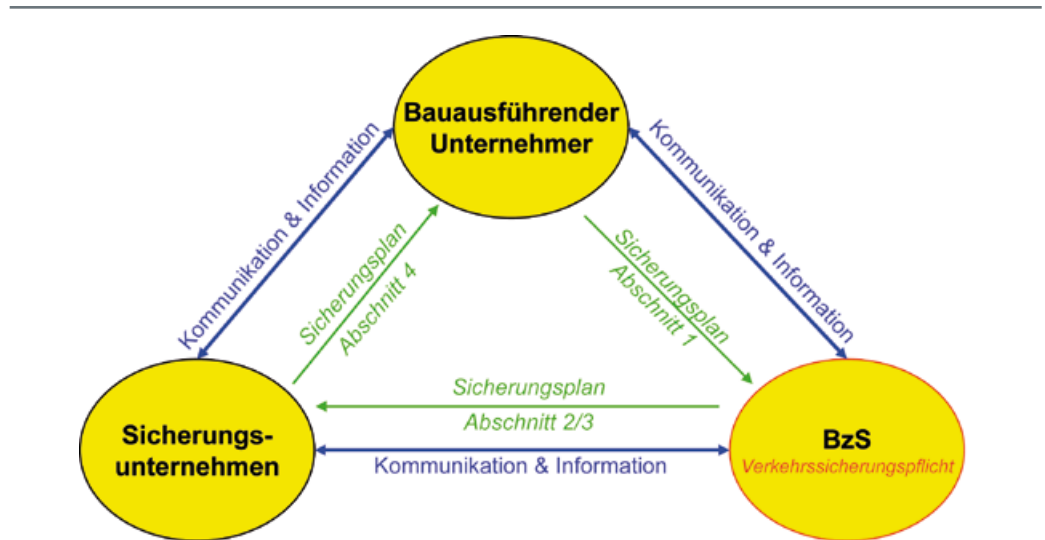 Bauausführender
Unternehmer
Kommunikation & Information
Kommunikation & Information
Sicherungsplan
Abschnitt 4
Sicherungsplan
Abschnitt 1
Sicherungsplan
Abschnitt 2/3
Sicherungs-
unternehmen
Kommunikation & Information
BzS
Verkehrssicherungspflicht